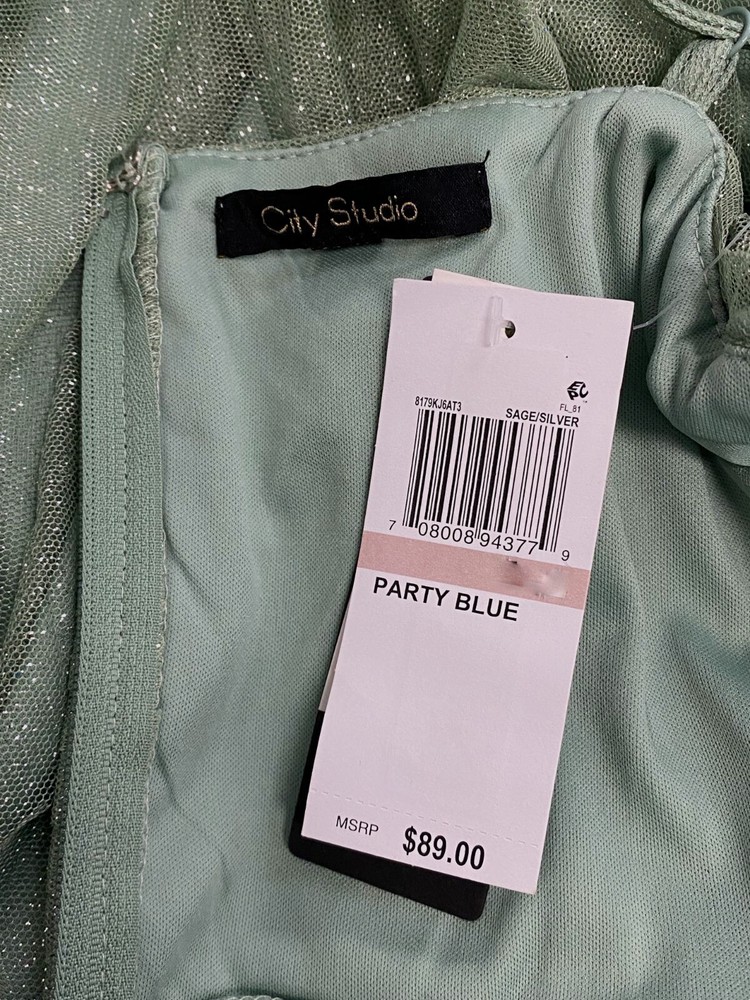 City Studio
8179KJ6AT3
FL_81
SAGE/SILVER
7 08008 94377 9
PARTY BLUE
MSRP $89.00